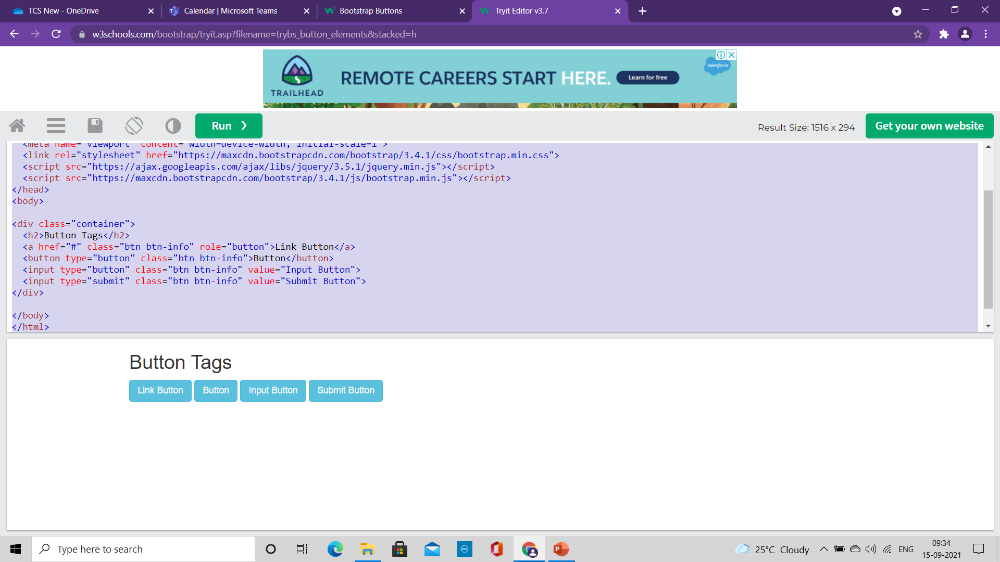 TCS New - OneDrive
Calendar | Microsoft Teams
Bootstrap Buttons
Tryit Editor v3.7
w3schools.com/bootstrap/tryit.asp?filename=trybs_button_elements&stacked=h
TRAILHEAD
REMOTE CAREERS START HERE.
Learn for free
salesforce
Run ❯
Result Size: 1516 x 294
Get your own website
<meta name="viewport" content="width=device-width, initial-scale=1">
<link rel="stylesheet" href="https://maxcdn.bootstrapcdn.com/bootstrap/3.4.1/css/bootstrap.min.css">
<script src="https://ajax.googleapis.com/ajax/libs/jquery/3.5.1/jquery.min.js"></script>
<script src="https://maxcdn.bootstrapcdn.com/bootstrap/3.4.1/js/bootstrap.min.js"></script>
</head>
<body>
<div class="container">
<h2>Button Tags</h2>
<a href="#" class="btn btn-info" role="button">Link Button</a>
<button type="button" class="btn btn-info">Button</button>
<input type="button" class="btn btn-info" value="Input Button">
<input type="submit" class="btn btn-info" value="Submit Button">
</div>
</body>
</html>
Button Tags
Link Button
Button
Input Button
Submit Button
Type here to search
25°C Cloudy
ENG
09:34
15-09-2021